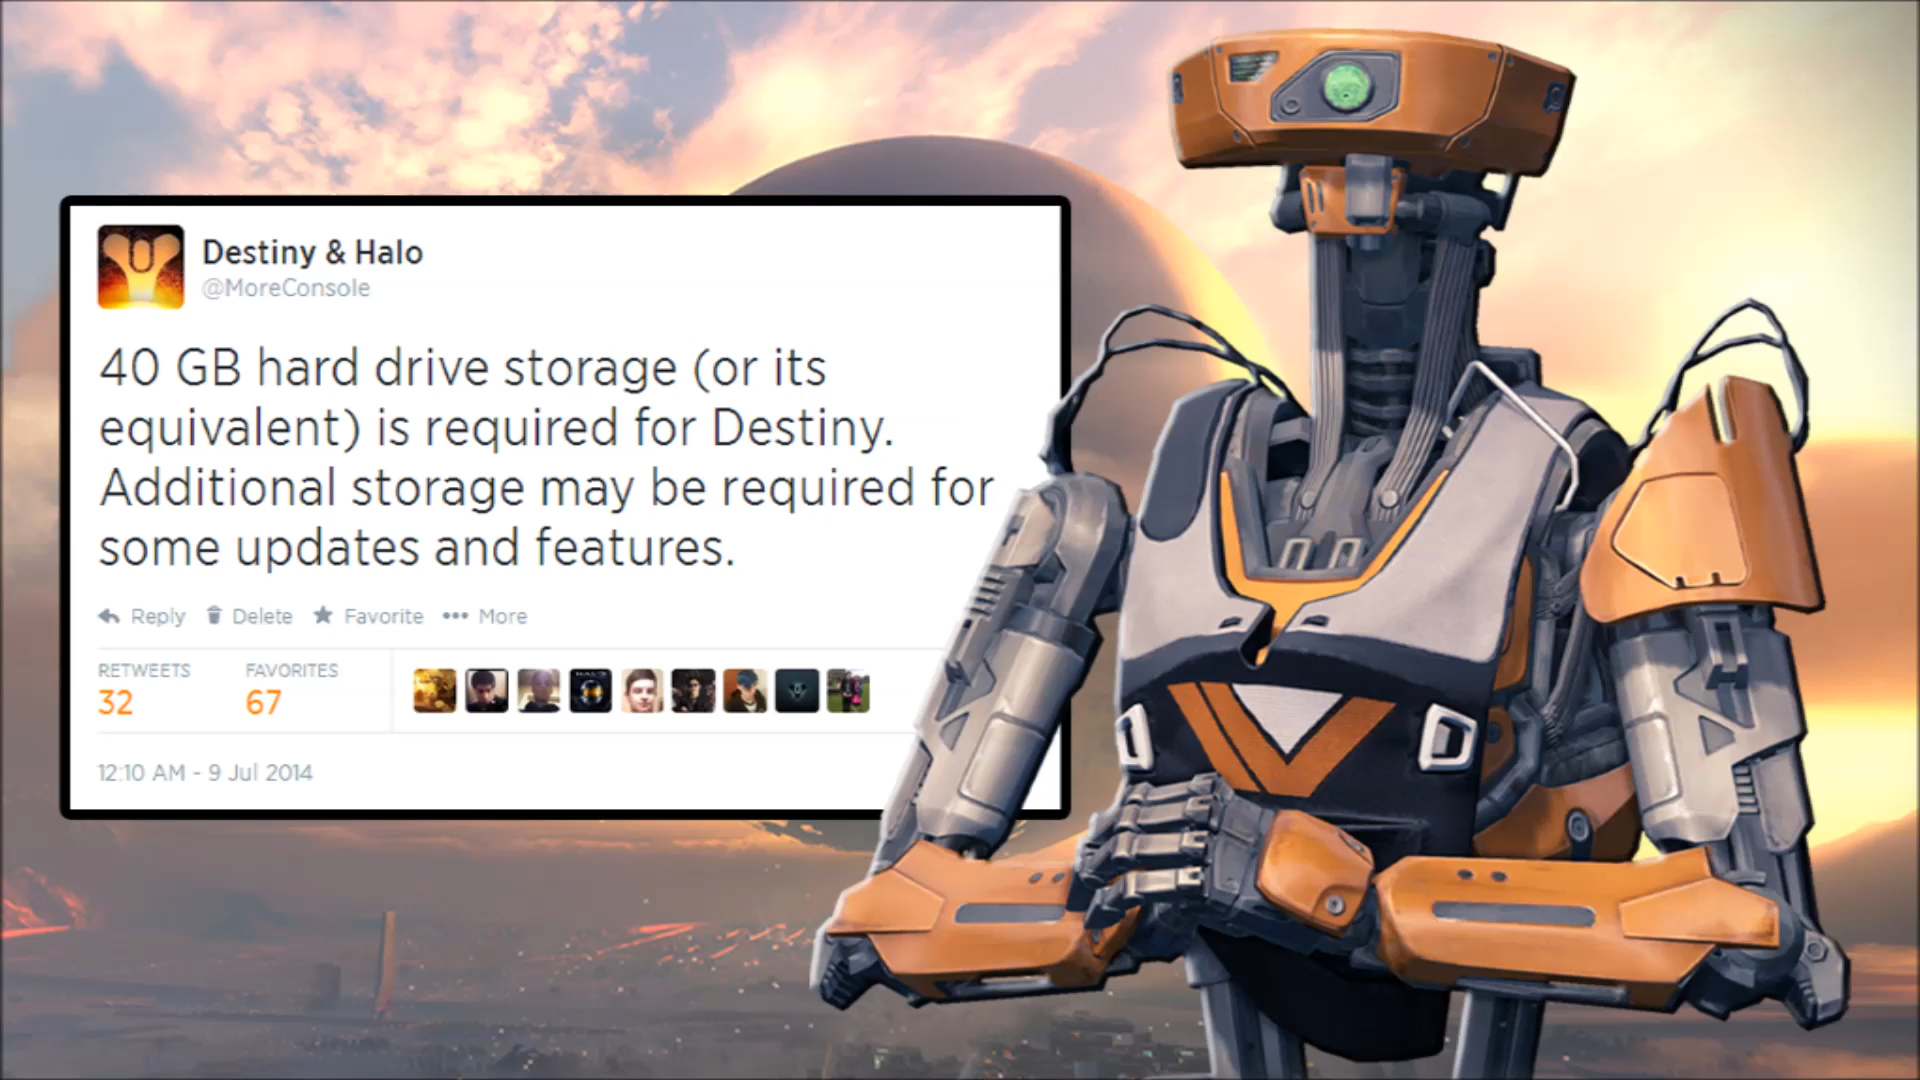 Destiny & Halo
@MoreConsole
40 GB hard drive storage (or its
equivalent) is required for Destiny.
Additional storage may be required for
some updates and features.
Reply Delete Favorite More
RETWEETS FAVORITES
32 67
HALO
12:10 AM - 9 Jul 2014